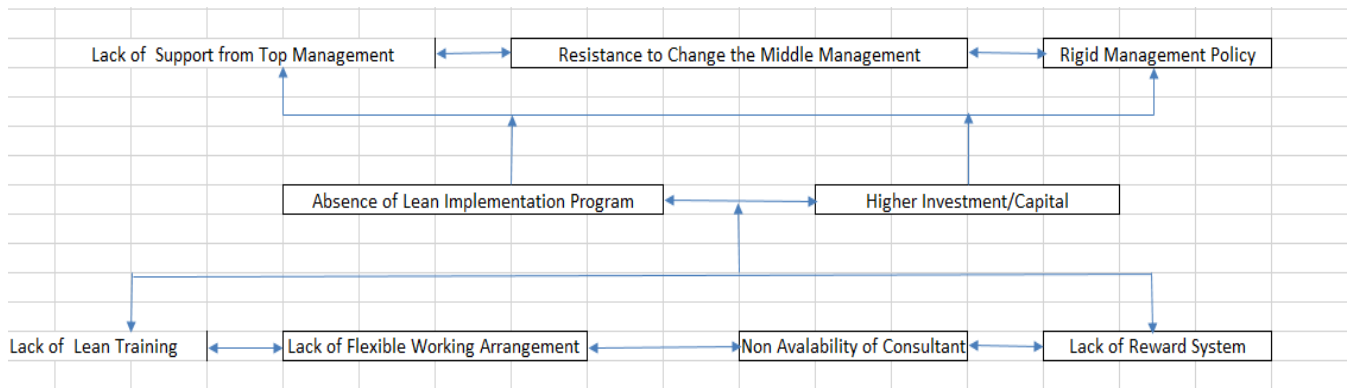 Lack of  Support from Top Management
Resistance to Change the Middle Management
Rigid Management Policy
Absence of Lean Implementation Program
Higher Investment/Capital
Lack of  Lean Training
Lack of Flexible Working Arrangement
Non Avalability of Consultant
Lack of Reward System